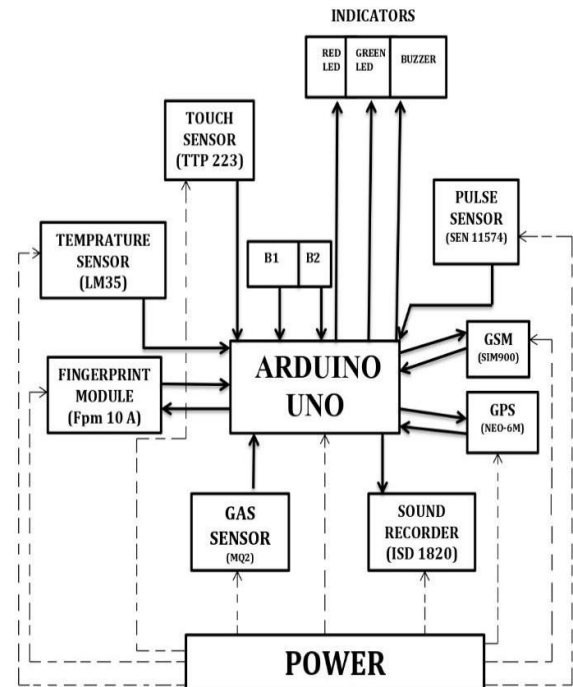 INDICATORS
RED LED
GREEN LED
BUZZER
TOUCH
SENSOR
(TTP 223)
PULSE
SENSOR
(SEN 11574)
TEMPRATURE
SENSOR
(LM35)
B1
B2
ARDUINO
UNO
GSM
(SIM900)
FINGERPRINT
MODULE
(Fpm 10 A)
GPS
(NEO-6M)
GAS
SENSOR
(MQ2)
SOUND
RECORDER
(ISD 1820)
POWER